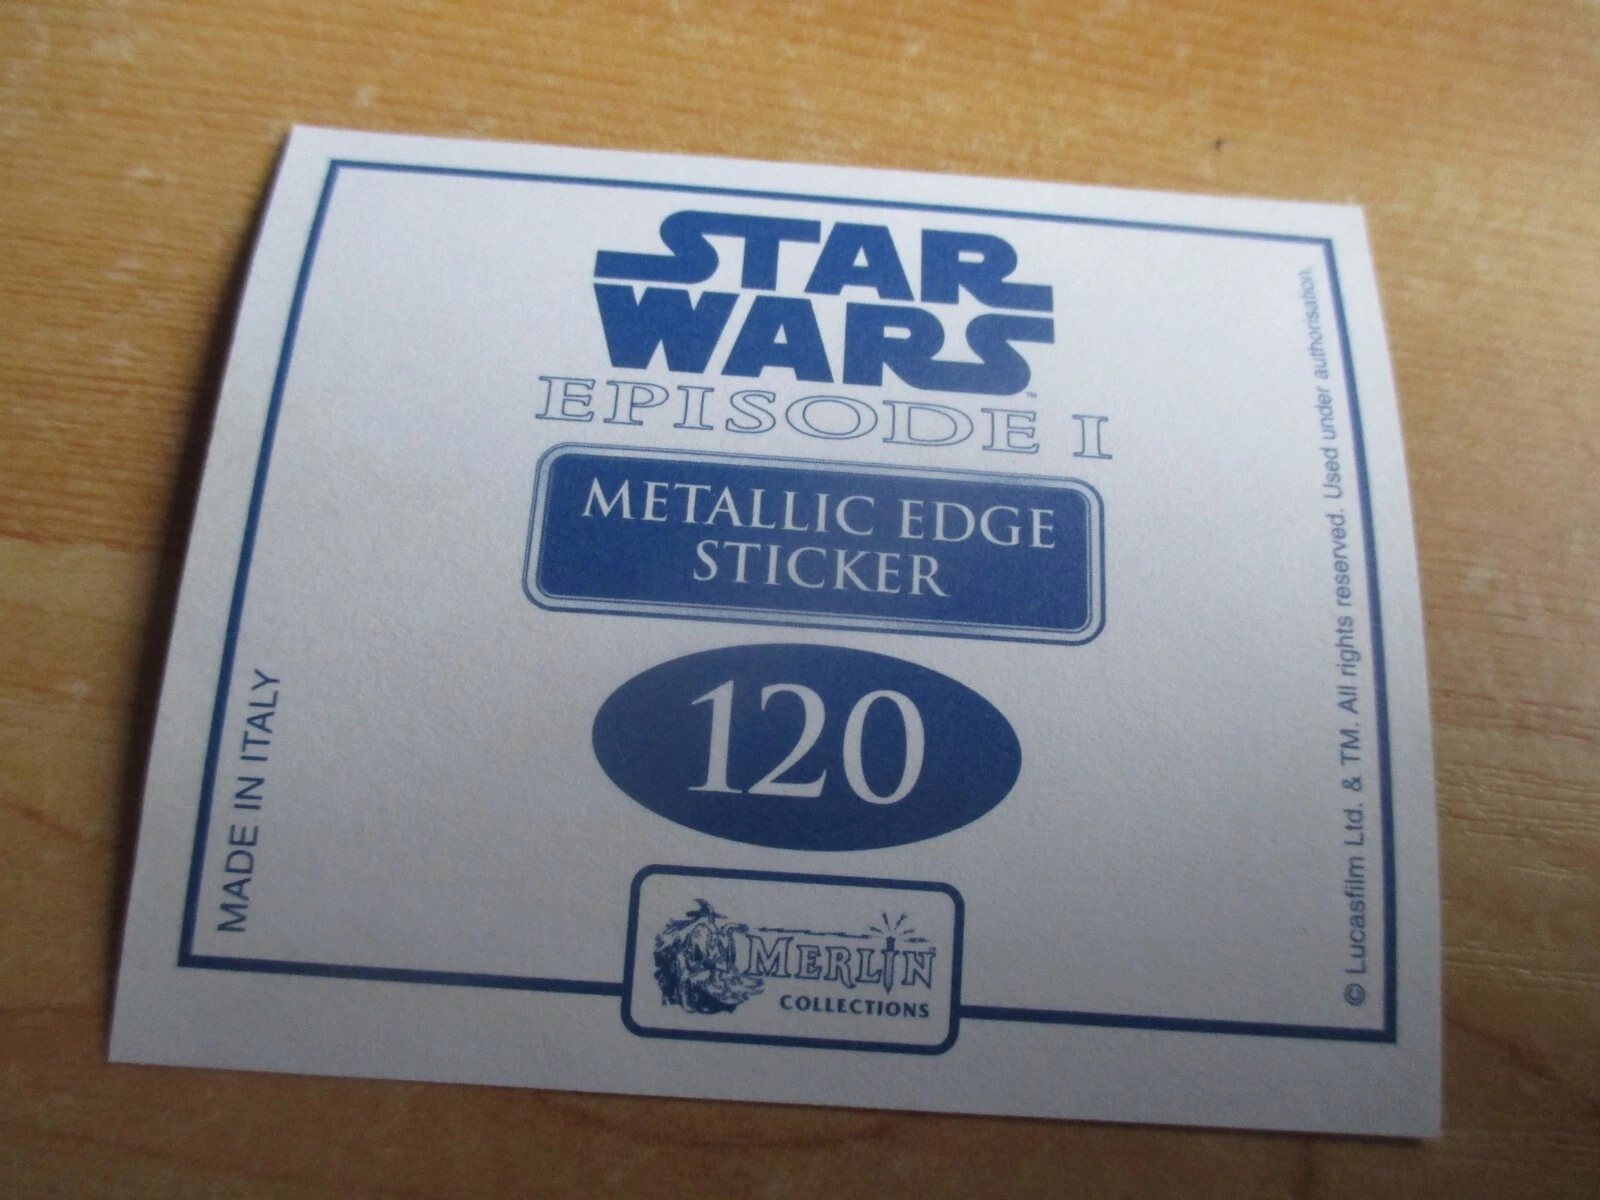 STAR
WARS
™
EPISODE I
METALLIC EDGE
STICKER
120
MERLIN
COLLECTIONS
MADE IN ITALY
© Lucasfilm Ltd. & TM. All rights reserved. Used under authorisation.